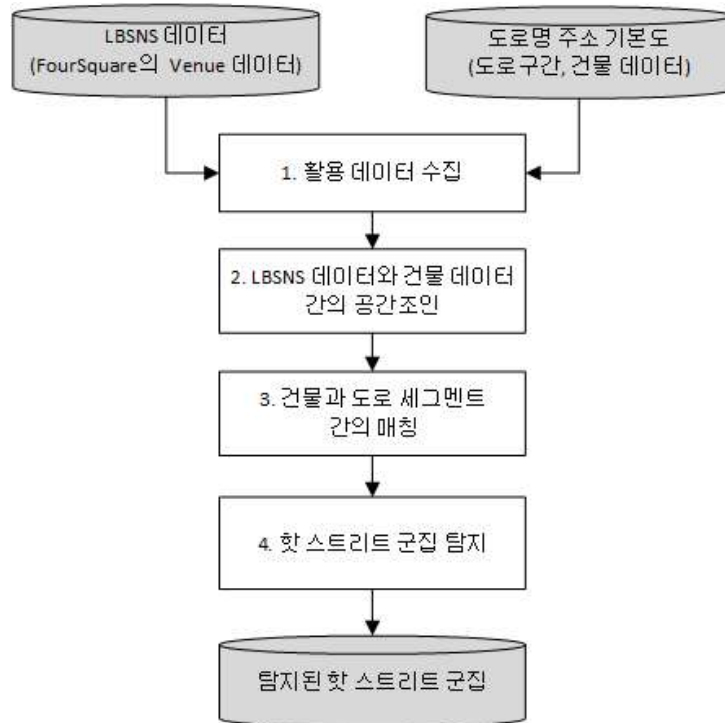 LBSNS 데이터
(FourSquare의 Venue 데이터)
도로명 주소 기본도
(도로구간, 건물 데이터)
1. 활용 데이터 수집
2. LBSNS 데이터와 건물 데이터
간의 공간조인
3. 건물과 도로 세그멘트
간의 매칭
4. 핫 스트리트 군집 탐지
탐지된 핫 스트리트 군집